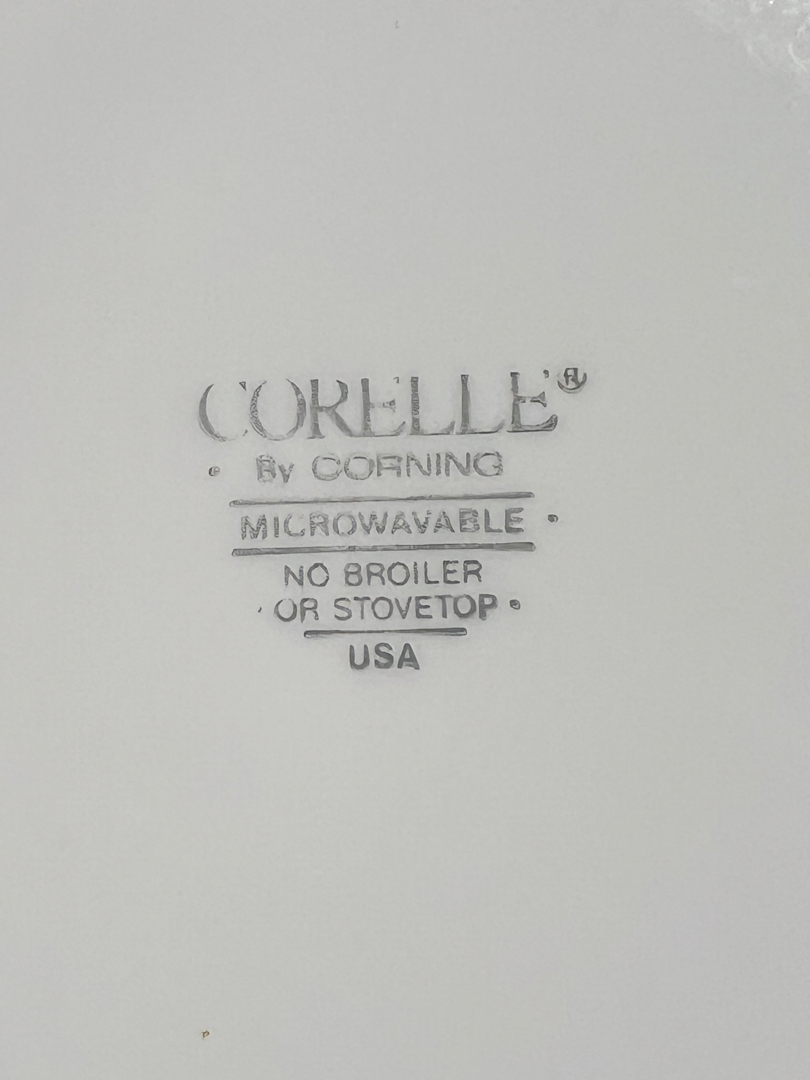 CORELLE®
• By CORNING
MICROWAVABLE •
NO BROILER
• OR STOVETOP •
USA